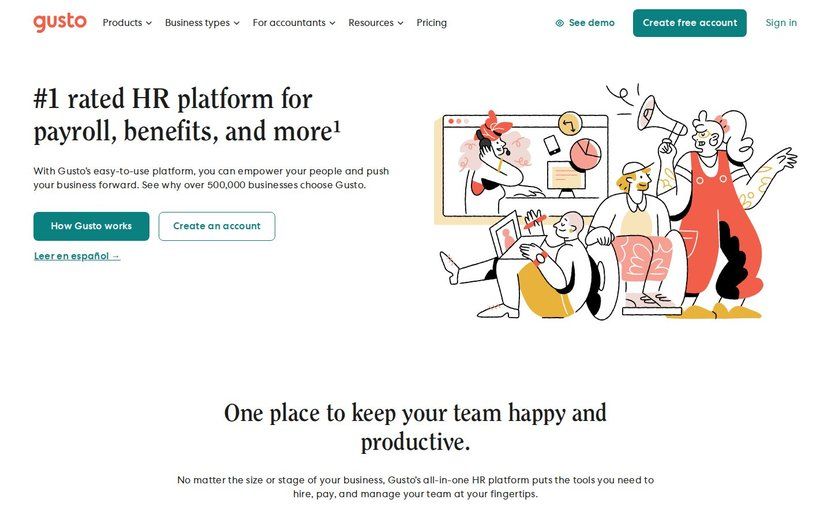 gusto
Products
Business types
For accountants
Resources
Pricing
See demo
Create free account
Sign in
#1 rated HR platform for
payroll, benefits, and more¹
With Gusto's easy-to-use platform, you can empower your people and push
your business forward. See why over 500,000 businesses choose Gusto.
How Gusto works
Create an account
Leer en español →
One place to keep your team happy and
productive.
No matter the size or stage of your business, Gusto's all-in-one HR platform puts the tools you need to
hire, pay, and manage your team at your fingertips.